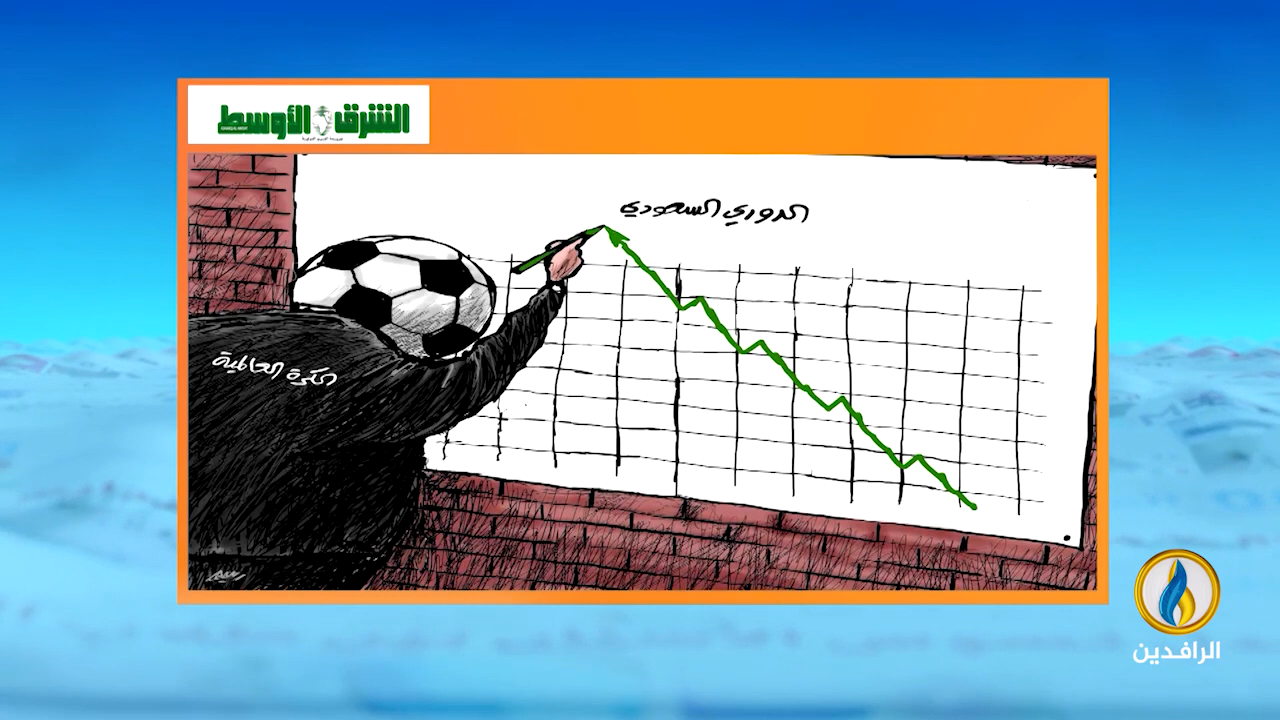 الشرق الأوسط
الدوري السعودي
الكرة العالمية
الرافدين